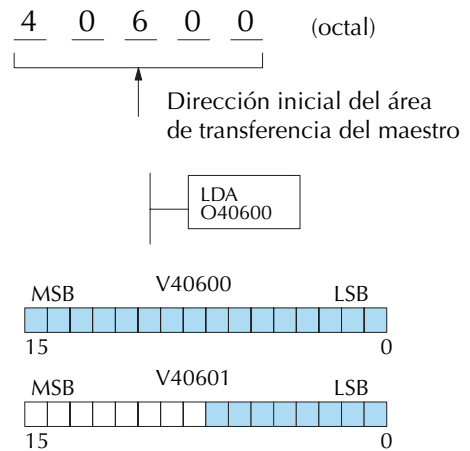 4 0 6 0 0 (octal)
Dirección inicial del área
de transferencia del maestro
LDA
O40600
V40600
MSB LSB
15 0
V40601
MSB LSB
15 0